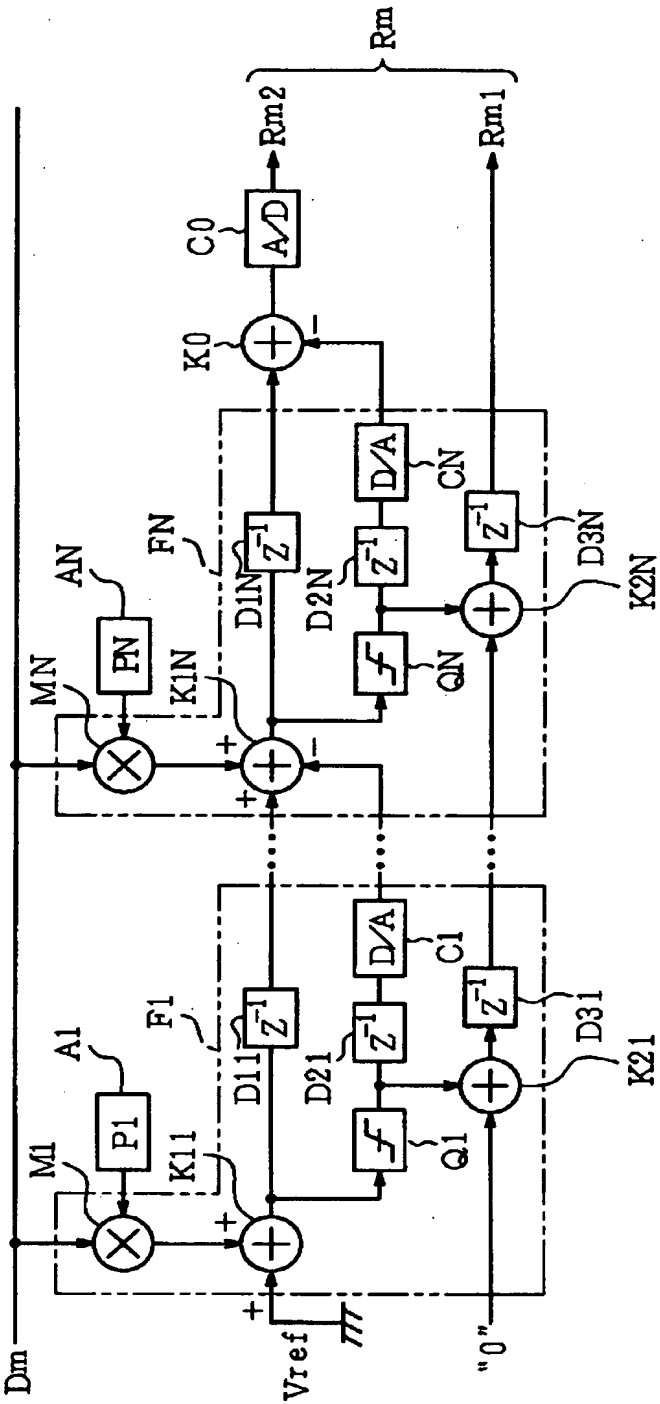 Dm
M1
A1
P1
F1
K11
D11
Z⁻¹
Vref
D21
Z⁻¹
D/A
C1
Q1
"0"
K21
D31
Z⁻¹
MN
AN
PN
FN
K1N
D1N
Z⁻¹
D2N
Z⁻¹
D/A
CN
QN
K2N
D3N
Z⁻¹
K0
C0
A/D
Rm2
Rm1
Rm